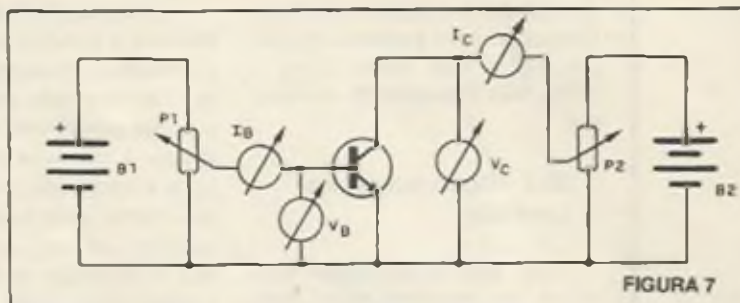 +
B1
P1
I_B
V_B
I_C
V_C
P2
+
B2
FIGURA 7